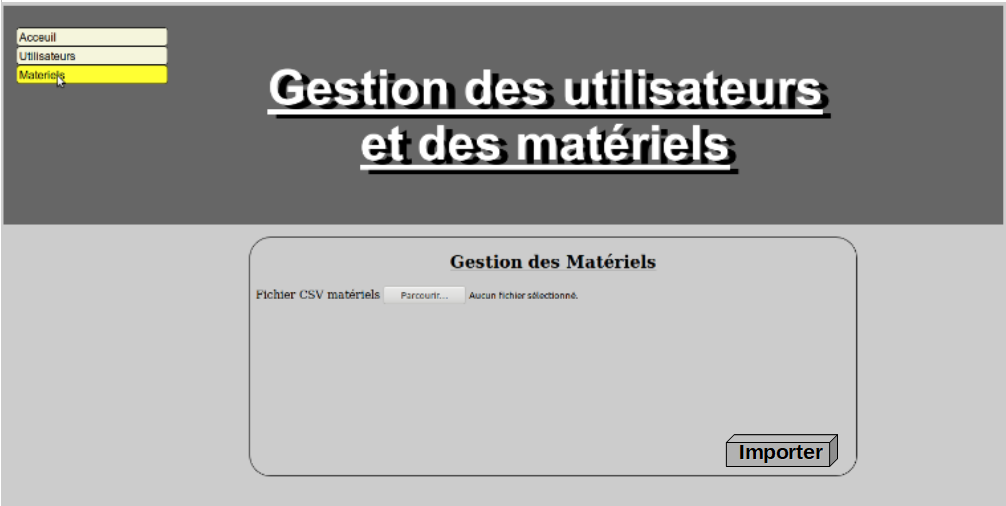 Acceuil
Utilisateurs
Materiels
Gestion des utilisateurs
et des matériels
Gestion des Matériels
Fichier CSV matériels Parcourir... Aucun fichier sélectionné.
Importer